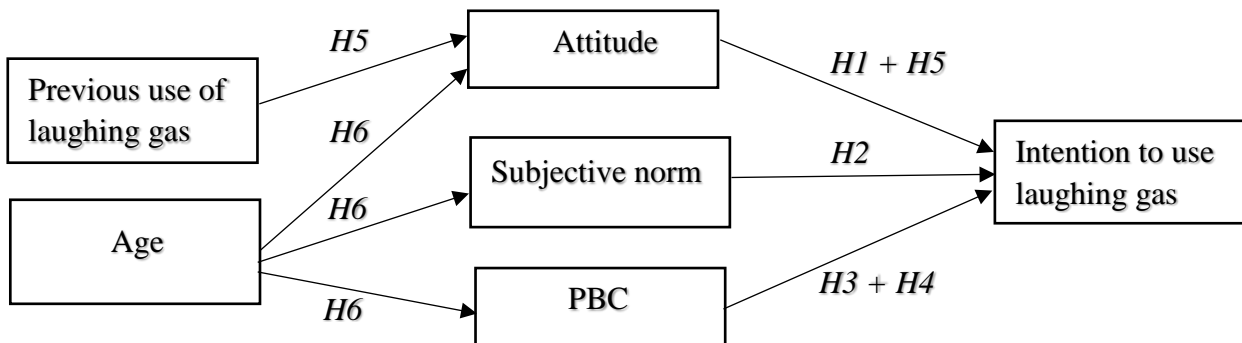 H5
Attitude
H1 + H5
Previous use of
laughing gas
H6
H2
Subjective norm
Intention to use
laughing gas
H6
Age
PBC
H3 + H4
H6